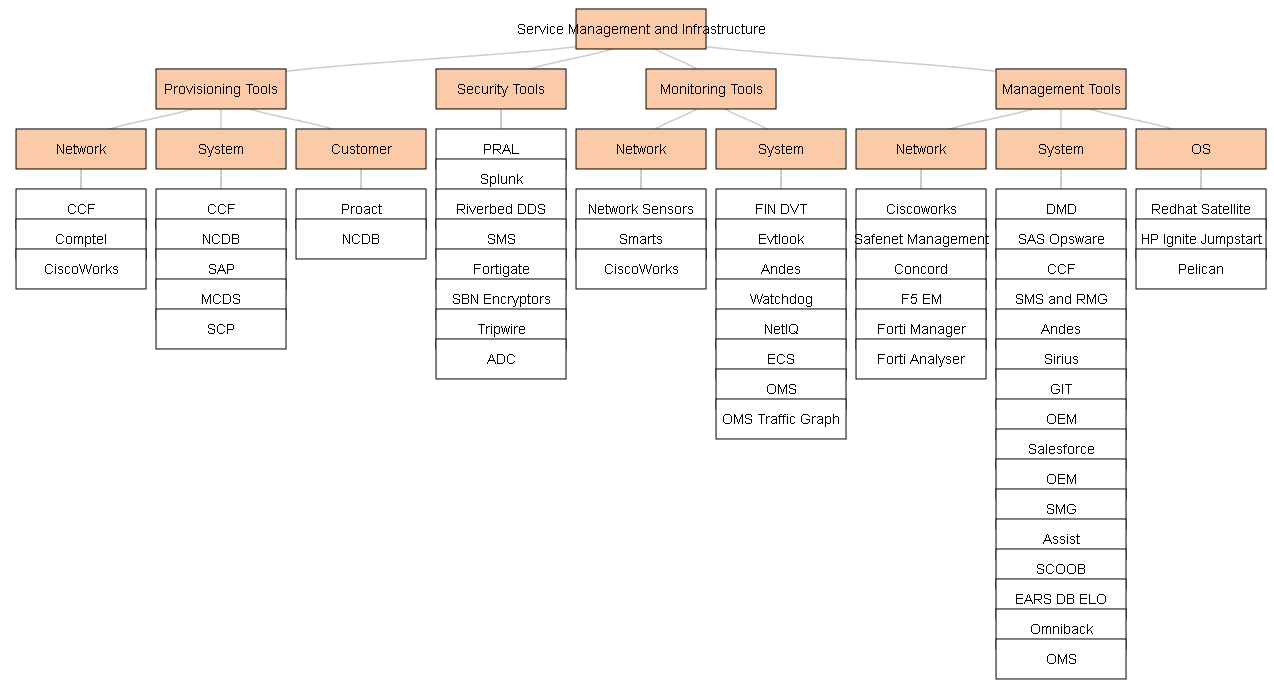 Service Management and Infrastructure
Provisioning Tools
Security Tools
Monitoring Tools
Management Tools
Network
System
Customer
PRAL
Network
System
Network
System
OS
Splunk
CCF
CCF
Proact
Riverbed DDS
Network Sensors
FIN DVT
Ciscoworks
DMD
Redhat Satellite
Comptel
NCDB
NCDB
SMS
Smarts
Evtlook
Safenet Management
SAS Opsware
HP Ignite Jumpstart
CiscoWorks
SAP
Fortigate
CiscoWorks
Andes
Concord
CCF
Pelican
MCDS
SBN Encryptors
Watchdog
F5 EM
SMS and RMG
SCP
Tripwire
NetIQ
Forti Manager
Andes
ADC
ECS
Forti Analyser
Sirius
OMS
GIT
OMS Traffic Graph
OEM
Salesforce
OEM
SMG
Assist
SCOOB
EARS DB ELO
Omniback
OMS